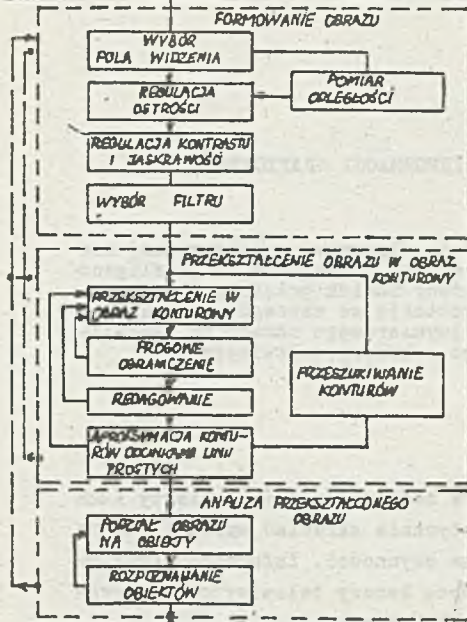 FORMOWANIE OBRAZU
WYBÓR
POLA WIDZENIA
POMIAR
ODLEGŁOŚCI
REGULACJA
OSTROŚCI
REGULACJA KONTRASTU
I JASKRAWOŚCI
WYBÓR FILTRU
PRZEKSZTAŁCENIE OBRAZU W OBRAZ
KONTUROWY
PRZEKSZTAŁCENIE W
OBRAZ KONTUROWY
PROGOWE
OGRANICZENIE
PRZESZUKIWANIE
KONTURÓW
REDAGOWANIE
APROKSYMACJA KONTU-
RÓW ODCINKAMI LINII
PROSTYCH
ANALIZA PRZEKSZTAŁCONEGO
OBRAZU
PODZIAŁ OBRAZU
NA OBIEKTY
ROZPOZNAWANIE
OBIEKTÓW